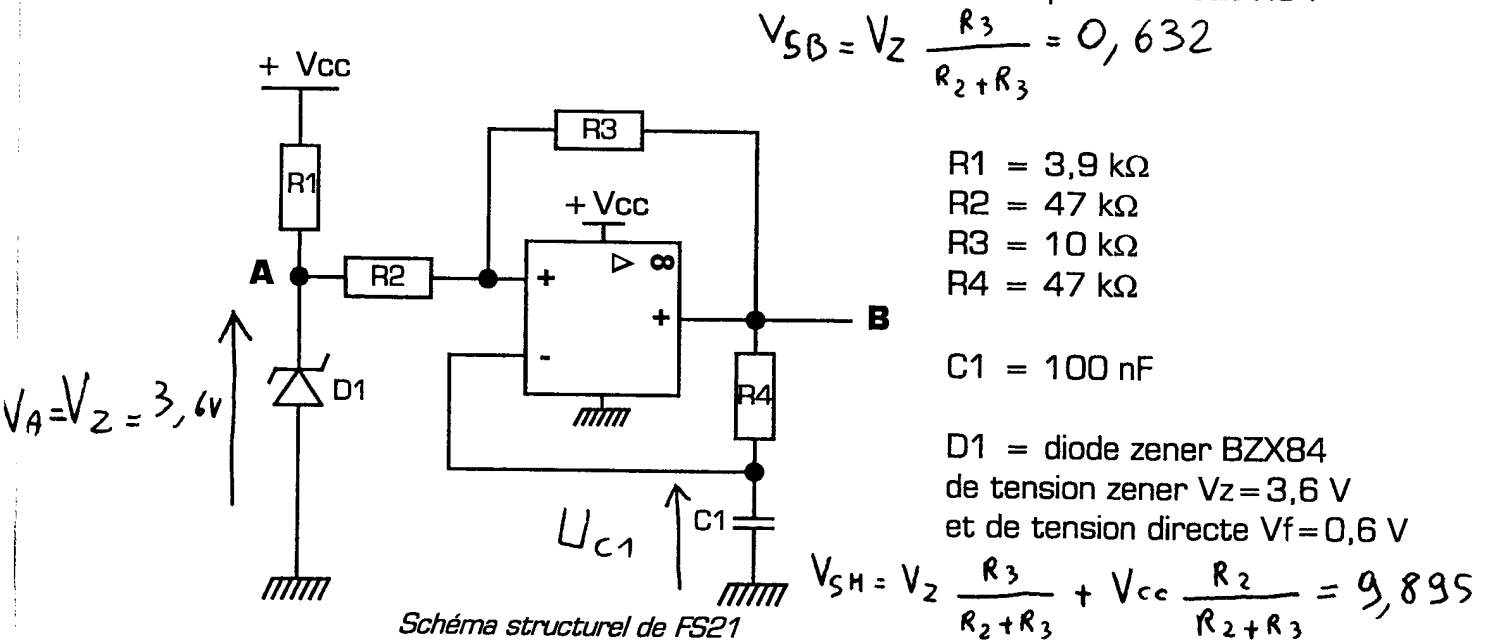 V_SB = V_Z R3 / (R2 + R3) = 0,632
+ Vcc
R3
R1
+ Vcc
A
R2
+
▷ ∞
+
B
-
D1
R4
V_A = V_Z = 3,6V
U_C1
C1
R1 = 3,9 kΩ
R2 = 47 kΩ
R3 = 10 kΩ
R4 = 47 kΩ
C1 = 100 nF
D1 = diode zener BZX84
de tension zener Vz=3,6 V
et de tension directe Vf=0,6 V
V_SH = V_Z R3 / (R2 + R3) + Vcc R2 / (R2 + R3) = 9,895
Schéma structurel de FS21